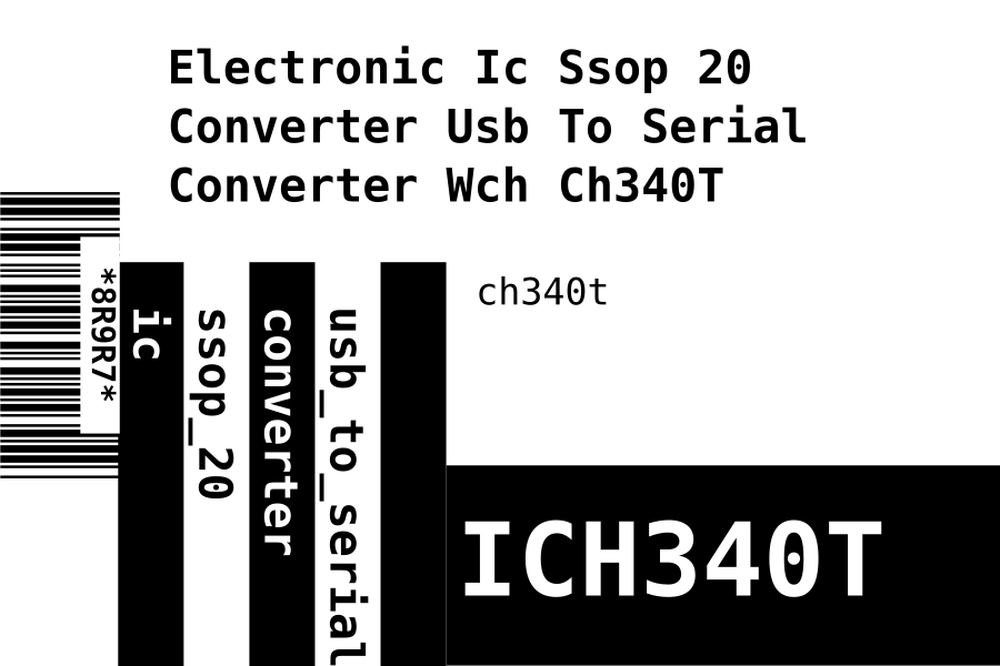 Electronic Ic Ssop 20
Converter Usb To Serial
Converter Wch Ch340T
*8R9R7*
ic
ssop_20
converter
usb_to_serial
ch340t
ICH340T